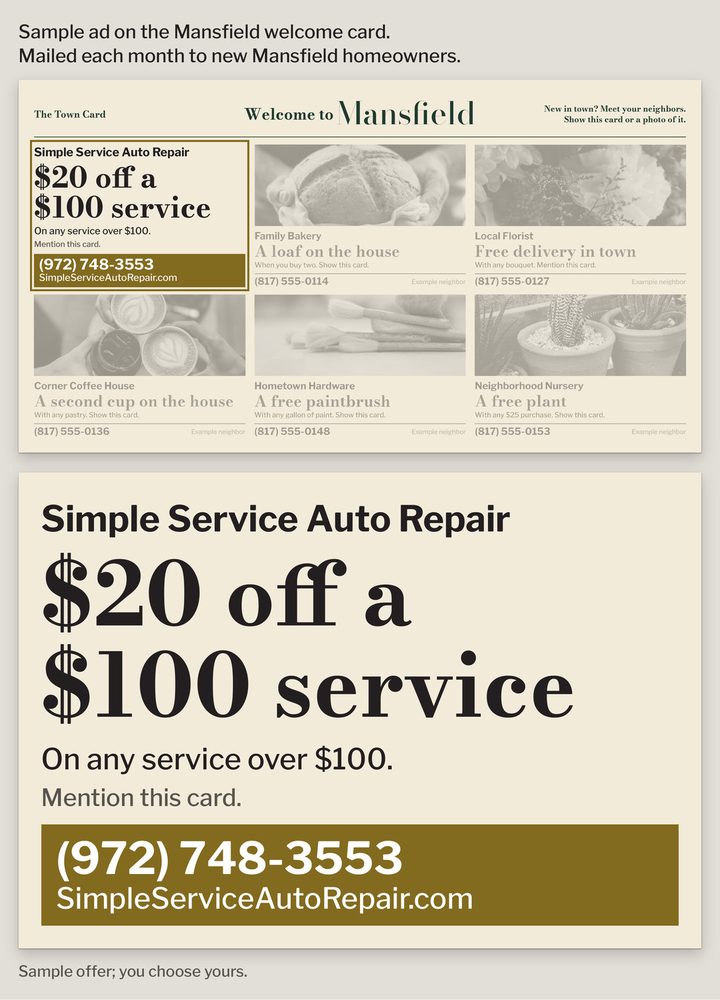 Sample ad on the Mansfield welcome card.
Mailed each month to new Mansfield homeowners.
The Town Card
Welcome to Mansfield
New in town? Meet your neighbors.
Show this card or a photo of it.
Simple Service Auto Repair
$20 off a
$100 service
On any service over $100.
Mention this card.
(972) 748-3553
SimpleServiceAutoRepair.com
Family Bakery
A loaf on the house
When you buy two. Show this card.
(817) 555-0114
Example neighbor
Local Florist
Free delivery in town
With any bouquet. Mention this card.
(817) 555-0127
Example neighbor
Corner Coffee House
A second cup on the house
With any pastry. Show this card.
(817) 555-0136
Example neighbor
Hometown Hardware
A free paintbrush
With any gallon of paint. Show this card.
(817) 555-0148
Example neighbor
Neighborhood Nursery
A free plant
With any $25 purchase. Show this card.
(817) 555-0153
Example neighbor
Simple Service Auto Repair
$20 off a
$100 service
On any service over $100.
Mention this card.
(972) 748-3553
SimpleServiceAutoRepair.com
Sample offer; you choose yours.